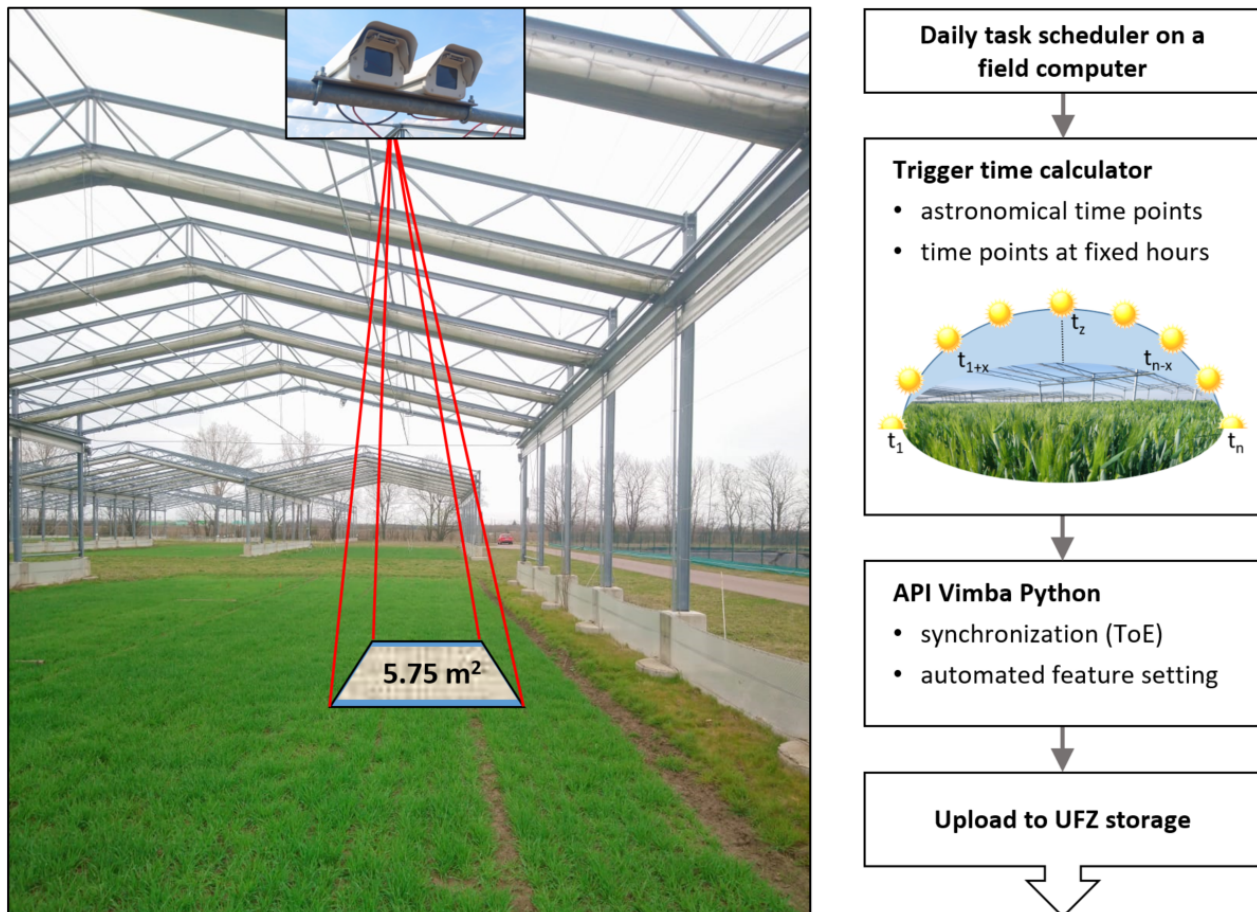 5.75 m²
Daily task scheduler on a
field computer
Trigger time calculator
• astronomical time points
• time points at fixed hours
t₁
t₁₊ₓ
t_z
tₙ₋ₓ
tₙ
API Vimba Python
• synchronization (ToE)
• automated feature setting
Upload to UFZ storage